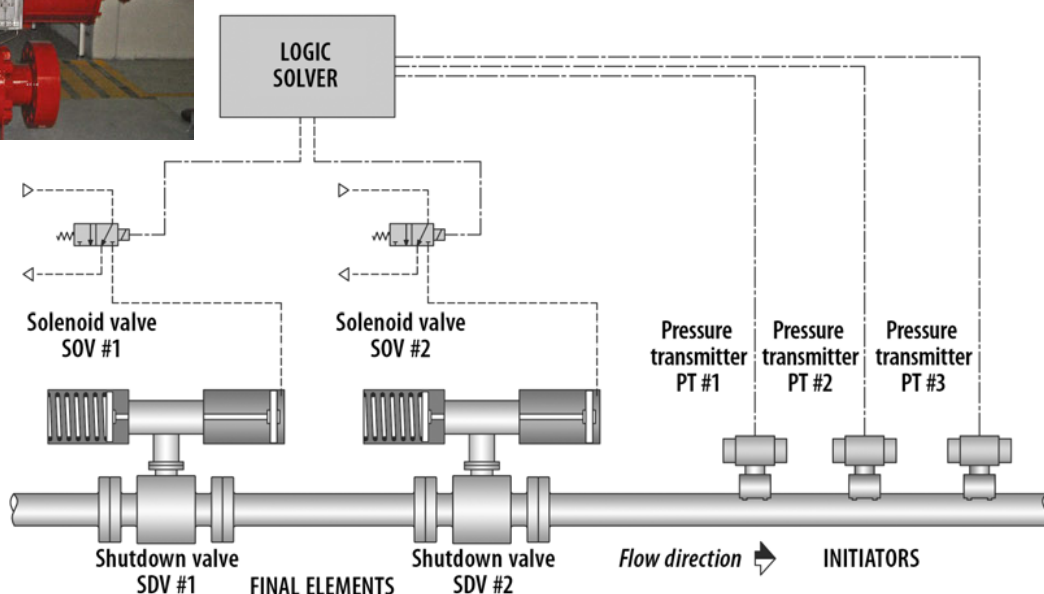 LOGIC
SOLVER
Solenoid valve
SOV #1
Solenoid valve
SOV #2
Pressure
transmitter
PT #1
Pressure
transmitter
PT #2
Pressure
transmitter
PT #3
Shutdown valve
SDV #1
FINAL ELEMENTS
Shutdown valve
SDV #2
Flow direction
INITIATORS